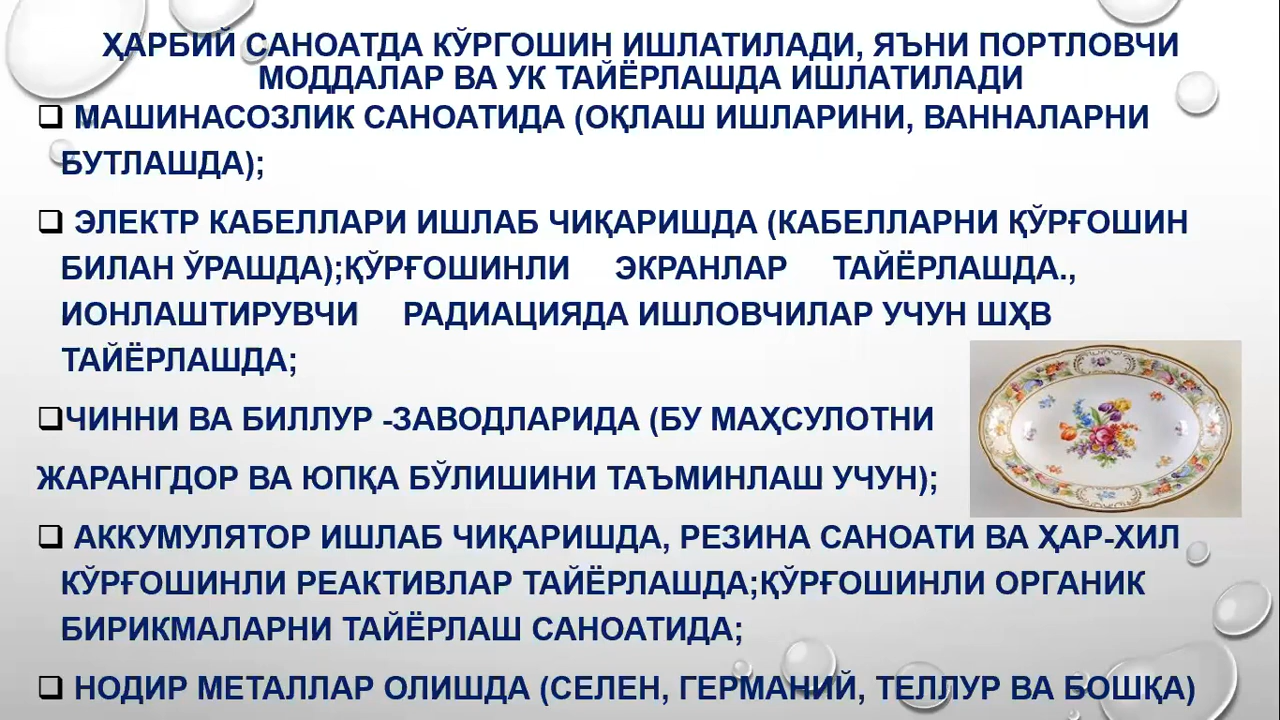 ҲАРБИЙ САНОАТДА КЎРГОШИН ИШЛАТИЛАДИ, ЯЪНИ ПОРТЛОВЧИ
МОДДАЛАР ВА УК ТАЙЁРЛАШДА ИШЛАТИЛАДИ
МАШИНАСОЗЛИК САНОАТИДА (ОҚЛАШ ИШЛАРИНИ, ВАННАЛАРНИ
БУТЛАШДА);
ЭЛЕКТР КАБЕЛЛАРИ ИШЛАБ ЧИҚАРИШДА (КАБЕЛЛАРНИ ҚЎРҒОШИН
БИЛАН ЎРАШДА);ҚЎРҒОШИНЛИ ЭКРАНЛАР ТАЙЁРЛАШДА.,
ИОНЛАШТИРУВЧИ РАДИАЦИЯДА ИШЛОВЧИЛАР УЧУН ШҲВ
ТАЙЁРЛАШДА;
ЧИННИ ВА БИЛЛУР -ЗАВОДЛАРИДА (БУ МАҲСУЛОТНИ
ЖАРАНГДОР ВА ЮПҚА БЎЛИШИНИ ТАЪМИНЛАШ УЧУН);
АККУМУЛЯТОР ИШЛАБ ЧИҚАРИШДА, РЕЗИНА САНОАТИ ВА ҲАР-ХИЛ
КЎРҒОШИНЛИ РЕАКТИВЛАР ТАЙЁРЛАШДА;ҚЎРҒОШИНЛИ ОРГАНИК
БИРИКМАЛАРНИ ТАЙЁРЛАШ САНОАТИДА;
НОДИР МЕТАЛЛАР ОЛИШДА (СЕЛЕН, ГЕРМАНИЙ, ТЕЛЛУР ВА БОШҚА)